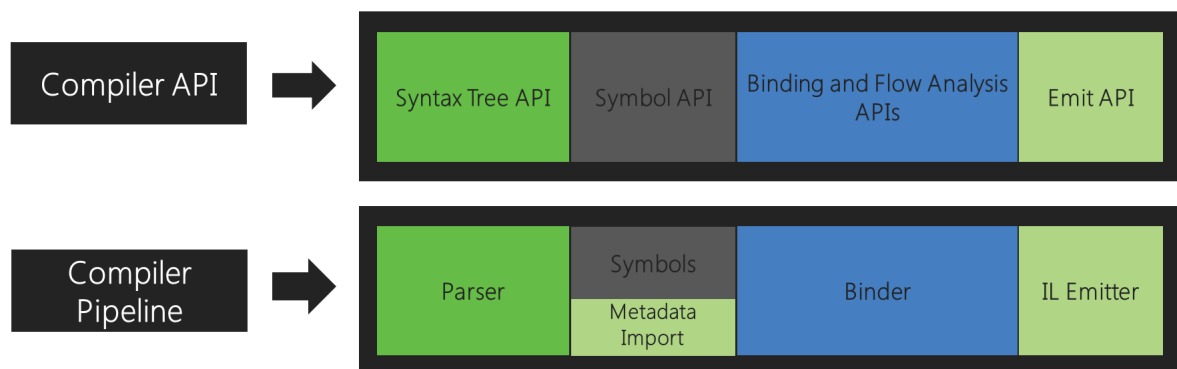 Compiler API
Syntax Tree API
Symbol API
Binding and Flow Analysis
APIs
Emit API
Compiler
Pipeline
Parser
Symbols
Metadata
Import
Binder
IL Emitter